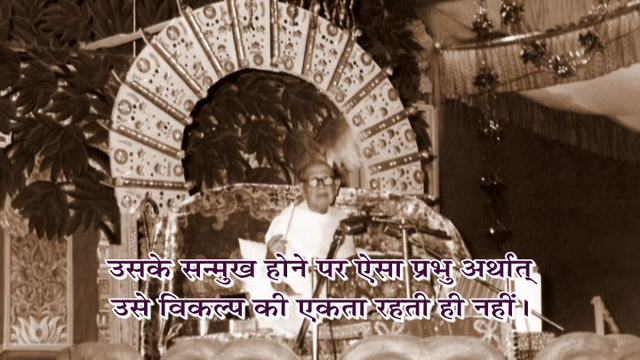 उसके सन्मुख होने पर ऐसा प्रभु अर्थात्
उसे विकल्प की एकता रहती ही नहीं।